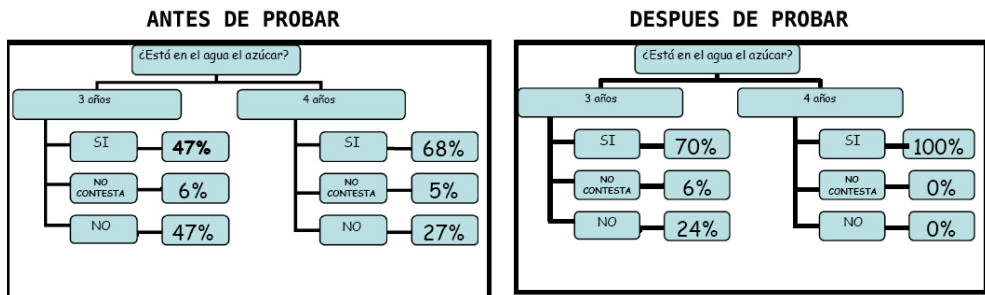 ANTES DE PROBAR
¿Está en el agua el azúcar?
3 años
SI
47%
NO
CONTESTA
6%
NO
47%
4 años
SI
68%
NO
CONTESTA
5%
NO
27%
DESPUES DE PROBAR
¿Está en el agua el azúcar?
3 años
SI
70%
NO
CONTESTA
6%
NO
24%
4 años
SI
100%
NO
CONTESTA
0%
NO
0%